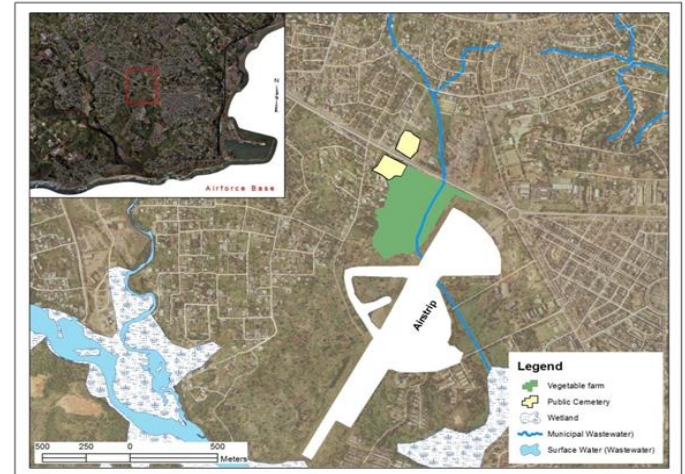 Airforce Base
Airstrip
Legend
Vegetable farm
Public Cemetery
Wetland
Municipal Wastewater)
Surface Water (Wastewater)
500 250 0 500
Meters